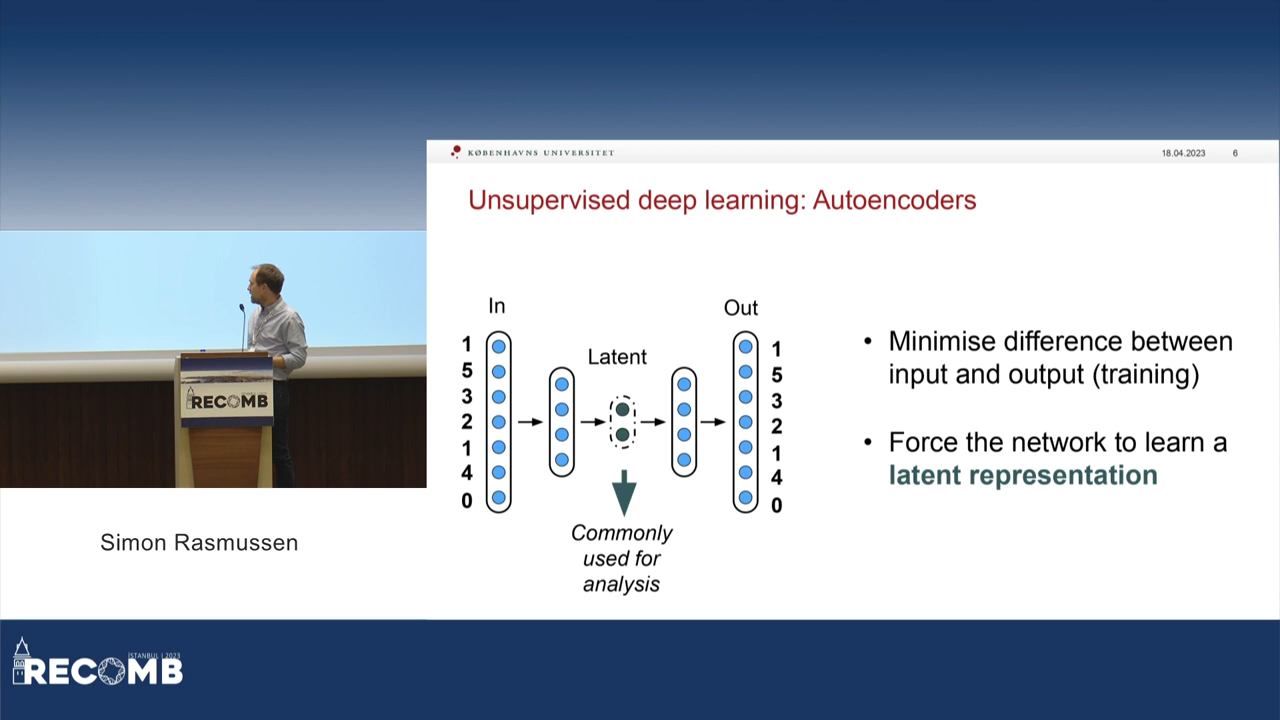 KØBENHAVNS UNIVERSITET
18.04.2023
6
Unsupervised deep learning: Autoencoders
In
Out
Latent
1
5
3
2
1
4
0
1
5
3
2
1
4
0
Commonly
used for
analysis
• Minimise difference between
input and output (training)
• Force the network to learn a
latent representation
RECOMB
Simon Rasmussen
İSTANBUL | 2023
RECOMB